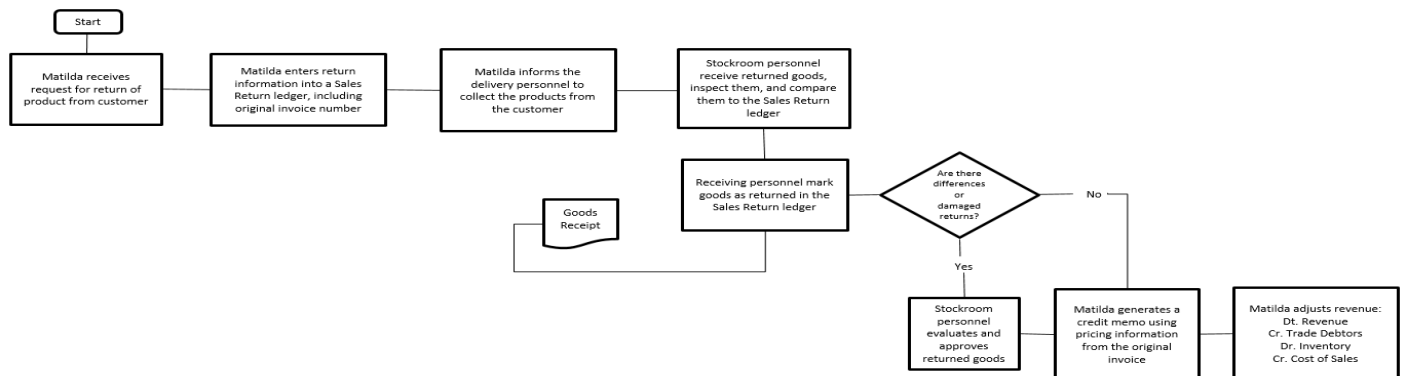 Start
Matilda receives
request for return of
product from customer
Matilda enters return
information into a Sales
Return ledger, including
original invoice number
Matilda informs the
delivery personnel to
collect the products from
the customer
Stockroom personnel
receive returned goods,
inspect them, and compare
them to the Sales Return
ledger
Receiving personnel mark
goods as returned in the
Sales Return ledger
Goods
Receipt
Are there
differences
or
damaged
returns?
No
Yes
Stockroom
personnel
evaluates and
approves
returned goods
Matilda generates a
credit memo using
pricing information
from the original
invoice
Matilda adjusts revenue:
Dt. Revenue
Cr. Trade Debtors
Dr. Inventory
Cr. Cost of Sales